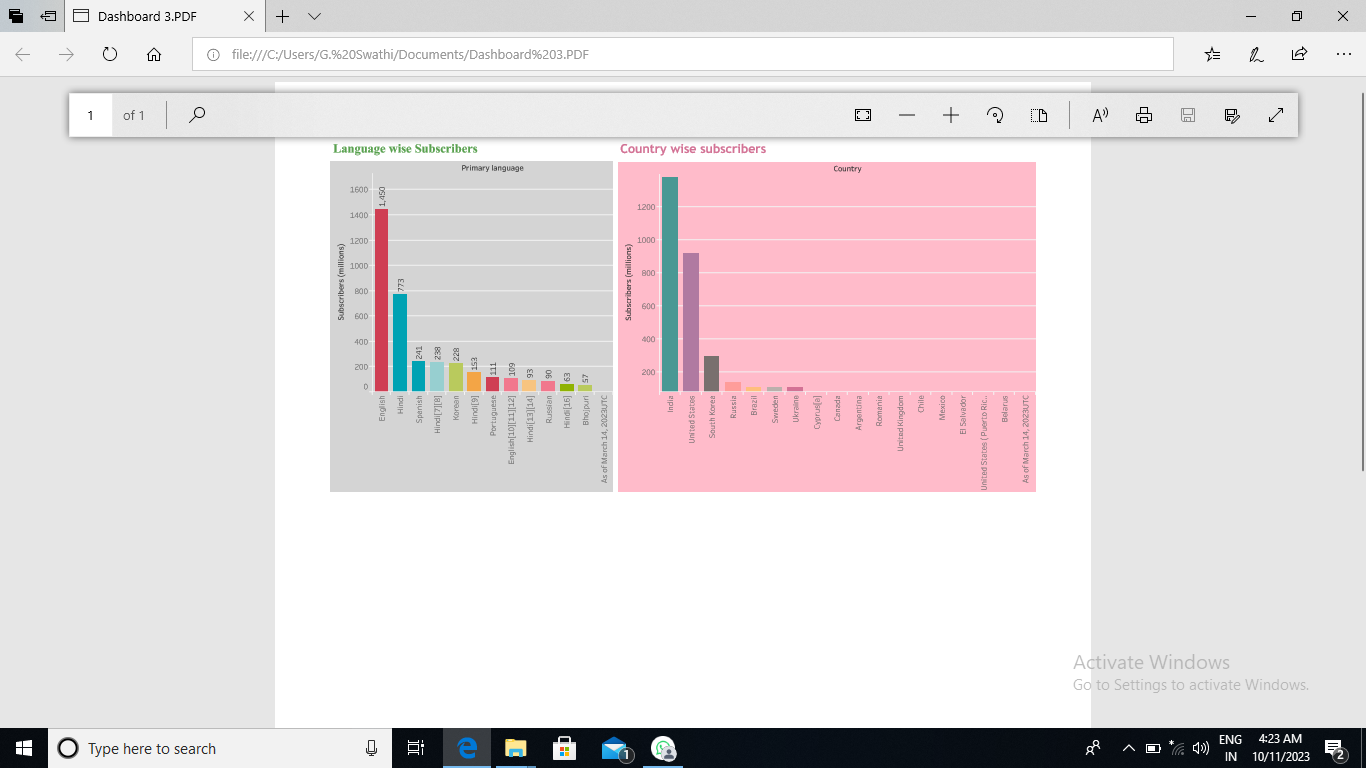 Dashboard 3.PDF
file:///C:/Users/G.%20Swathi/Documents/Dashboard%203.PDF
1 of 1
Language wise Subscribers
Primary language
Subscribers (millions)
1600
1400
1200
1000
800
600
400
200
0
1,450
773
241
238
228
153
111
109
93
90
63
57
English
Hindi
Spanish
Hindi[7][8]
Korean
Hindi[9]
Portuguese
English[10][11][12]
Hindi[13][14]
Russian
Hindi[16]
Bhojpuri
As of March 14, 2023UTC
Country wise subscribers
Country
Subscribers (millions)
1200
1000
800
600
400
200
India
United States
South Korea
Russia
Brazil
Sweden
Ukraine
Cyprus[a]
Canada
Argentina
Romania
United Kingdom
Chile
Mexico
El Salvador
United States ( Puerto Ric..
Belarus
As of March 14, 2023UTC
Activate Windows
Go to Settings to activate Windows.
Type here to search
1
ENG
IN
4:23 AM
10/11/2023
2